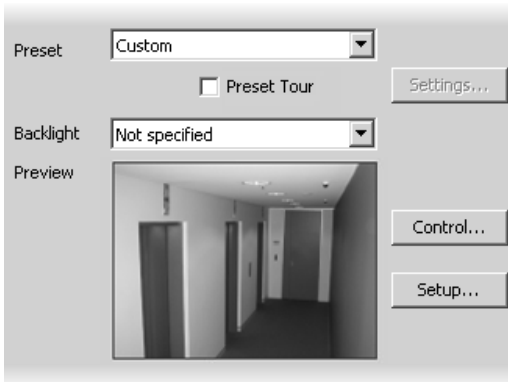 Preset
Custom
Preset Tour
Settings...
Backlight
Not specified
Preview
Control...
Setup...